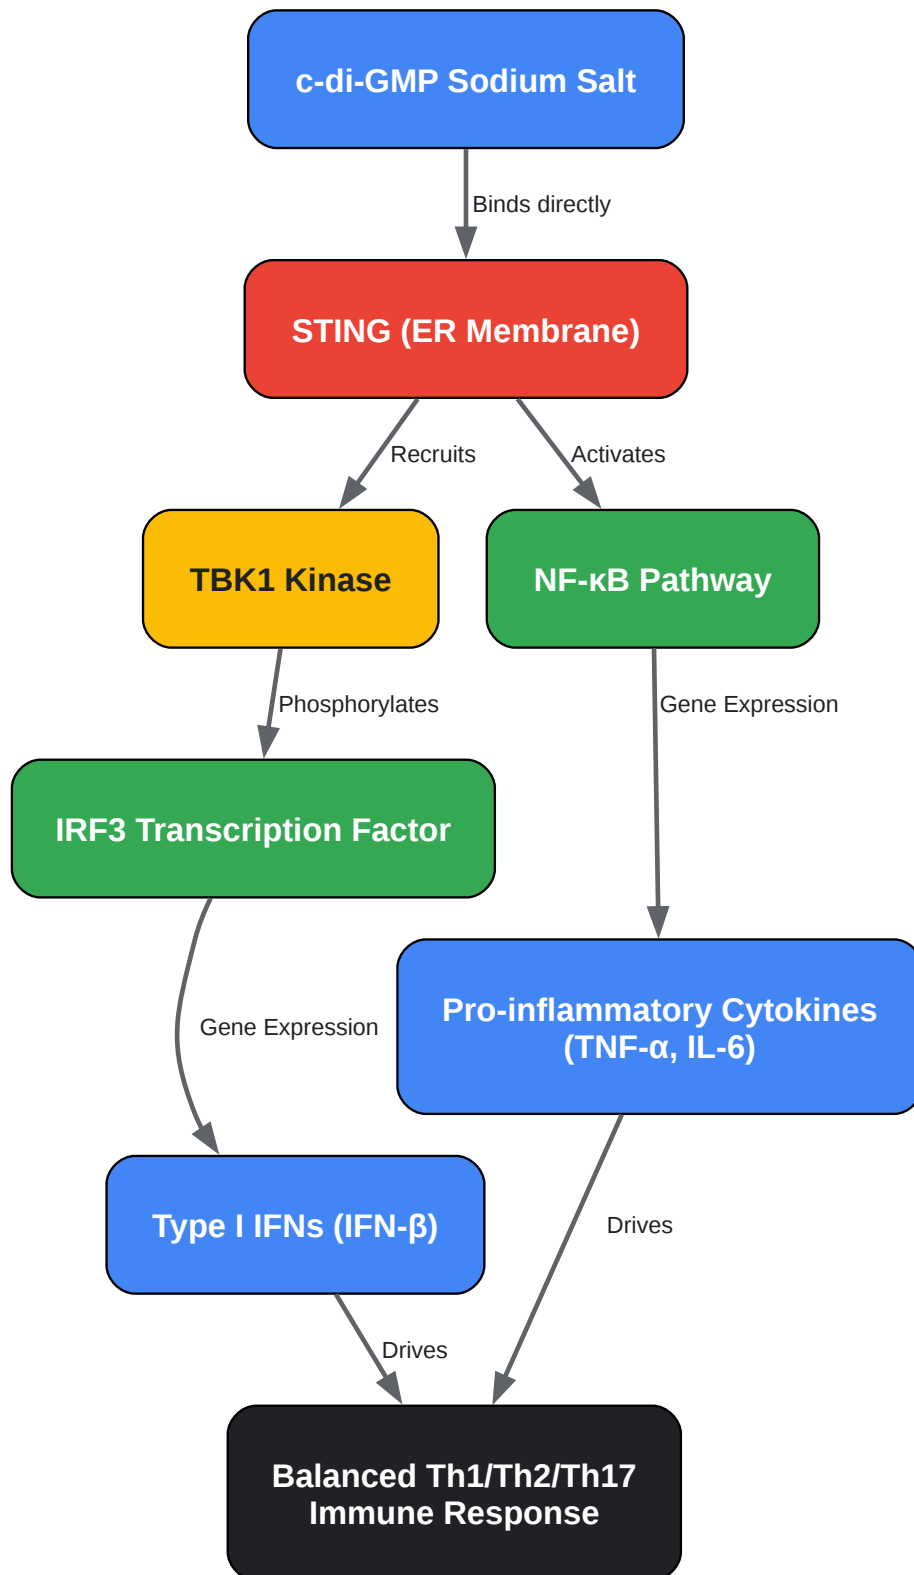 c-di-GMP Sodium Salt
Binds directly
STING (ER Membrane)
Recruits
Activates
TBK1 Kinase
NF-κB Pathway
Phosphorylates
Gene Expression
IRF3 Transcription Factor
Pro-inflammatory Cytokines
(TNF-α, IL-6)
Gene Expression
Type I IFNs (IFN-β)
Drives
Drives
Balanced Th1/Th2/Th17
Immune Response